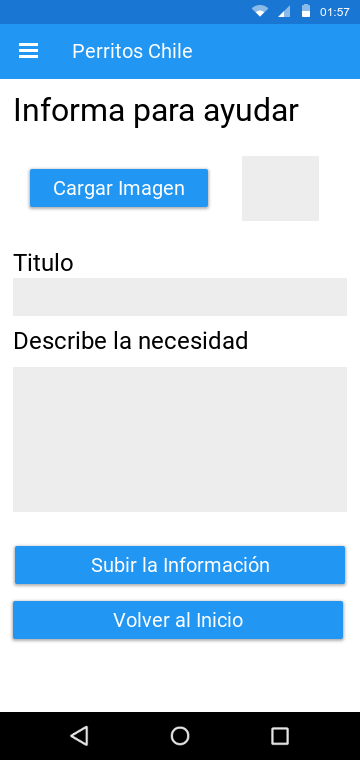 01:57
Perritos Chile
Informa para ayudar
Cargar Imagen
Titulo
Describe la necesidad
Subir la Información
Volver al Inicio